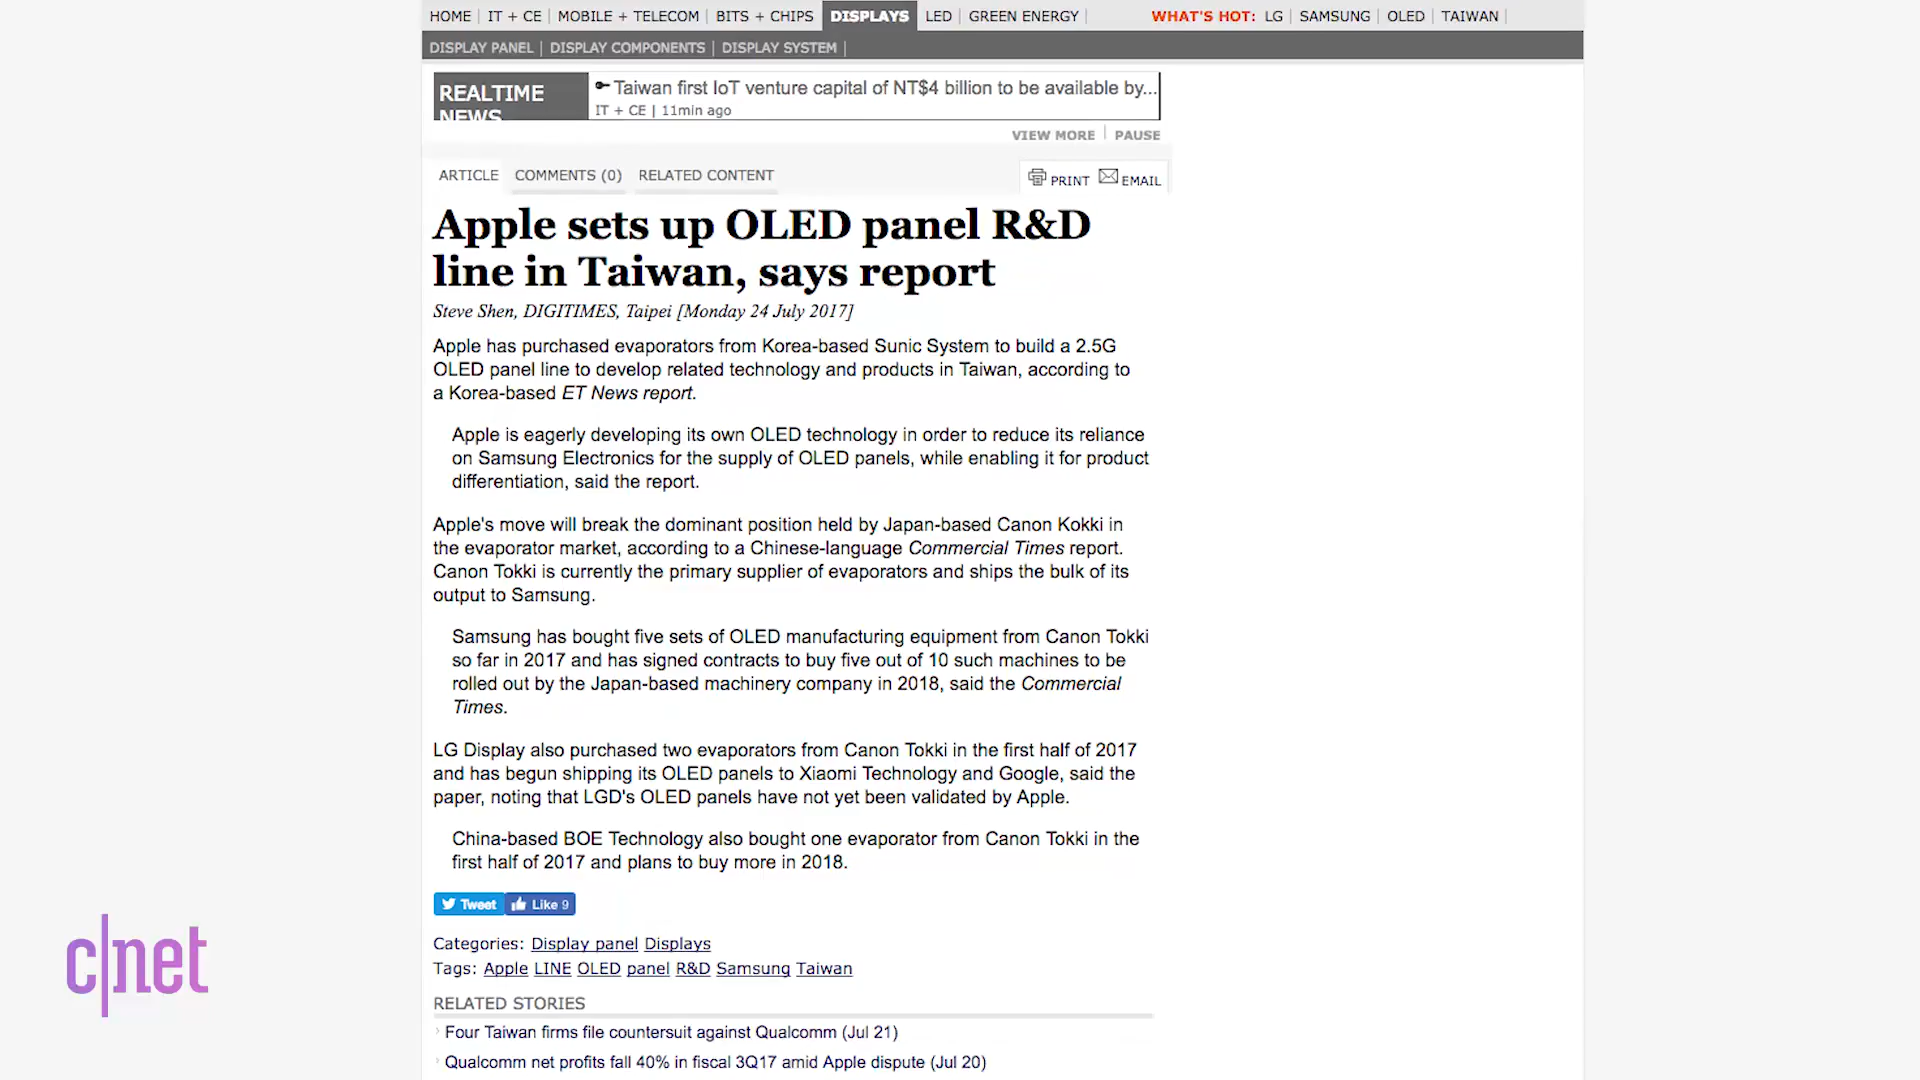 HOME | IT + CE | MOBILE + TELECOM | BITS + CHIPS DISPLAYS LED | GREEN ENERGY | WHAT'S HOT: LG | SAMSUNG | OLED | TAIWAN |
DISPLAY PANEL | DISPLAY COMPONENTS | DISPLAY SYSTEM |
REALTIME NEWS
Taiwan first IoT venture capital of NT$4 billion to be available by...
IT + CE | 11min ago
VIEW MORE | PAUSE
ARTICLE COMMENTS (0) RELATED CONTENT PRINT EMAIL
Apple sets up OLED panel R&D
line in Taiwan, says report
Steve Shen, DIGITIMES, Taipei [Monday 24 July 2017]
Apple has purchased evaporators from Korea-based Sunic System to build a 2.5G
OLED panel line to develop related technology and products in Taiwan, according to
a Korea-based ET News report.
Apple is eagerly developing its own OLED technology in order to reduce its reliance
on Samsung Electronics for the supply of OLED panels, while enabling it for product
differentiation, said the report.
Apple's move will break the dominant position held by Japan-based Canon Kokki in
the evaporator market, according to a Chinese-language Commercial Times report.
Canon Tokki is currently the primary supplier of evaporators and ships the bulk of its
output to Samsung.
Samsung has bought five sets of OLED manufacturing equipment from Canon Tokki
so far in 2017 and has signed contracts to buy five out of 10 such machines to be
rolled out by the Japan-based machinery company in 2018, said the Commercial
Times.
LG Display also purchased two evaporators from Canon Tokki in the first half of 2017
and has begun shipping its OLED panels to Xiaomi Technology and Google, said the
paper, noting that LGD's OLED panels have not yet been validated by Apple.
China-based BOE Technology also bought one evaporator from Canon Tokki in the
first half of 2017 and plans to buy more in 2018.
Tweet Like 9
Categories: Display panel Displays
Tags: Apple LINE OLED panel R&D Samsung Taiwan
RELATED STORIES
Four Taiwan firms file countersuit against Qualcomm (Jul 21)
Qualcomm net profits fall 40% in fiscal 3Q17 amid Apple dispute (Jul 20)
c|net